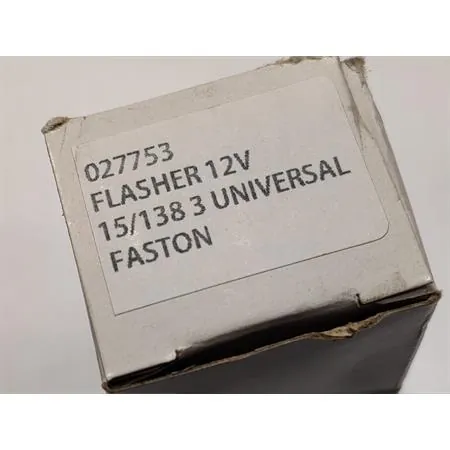 027753
FLASHER 12V
15/138 3 UNIVERSAL
FASTON